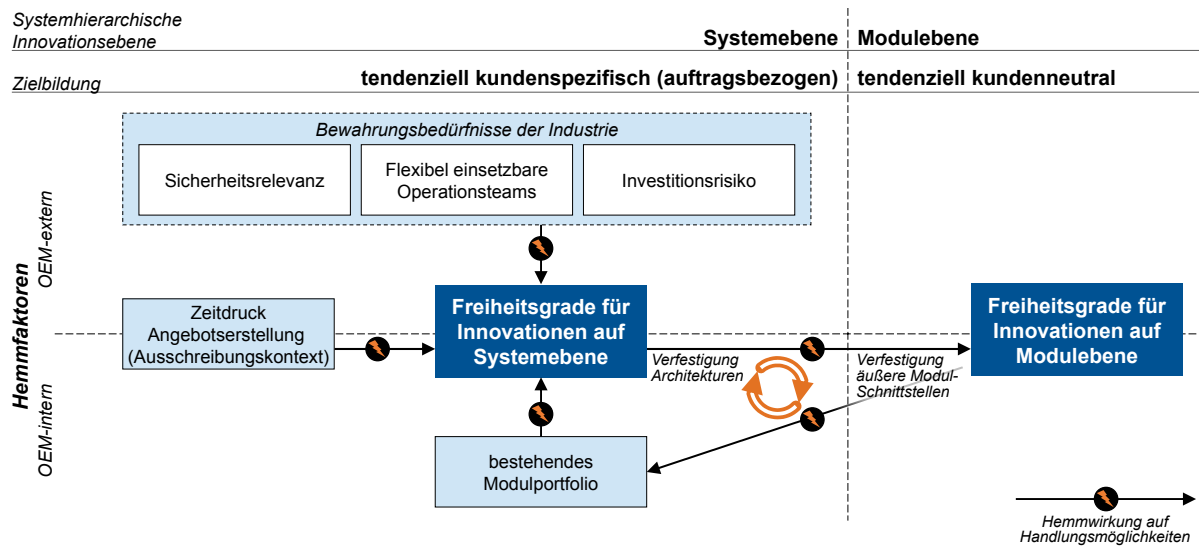 Systemhierarchische
Innovationsebene
Systemebene
Modulebene
Zielbildung
tendenziell kundenspezifisch (auftragsbezogen)
tendenziell kundenneutral
Hemmfaktoren
OEM-extern
OEM-intern
Bewahrungsbedürfnisse der Industrie
Sicherheitsrelevanz
Flexibel einsetzbare
Operationsteams
Investitionsrisiko
Zeitdruck
Angebotserstellung
(Ausschreibungskontext)
Freiheitsgrade für
Innovationen auf
Systemebene
Verfestigung
Architekturen
Verfestigung
äußere Modul-
Schnittstellen
Freiheitsgrade für
Innovationen auf
Modulebene
bestehendes
Modulportfolio
Hemmwirkung auf
Handlungsmöglichkeiten